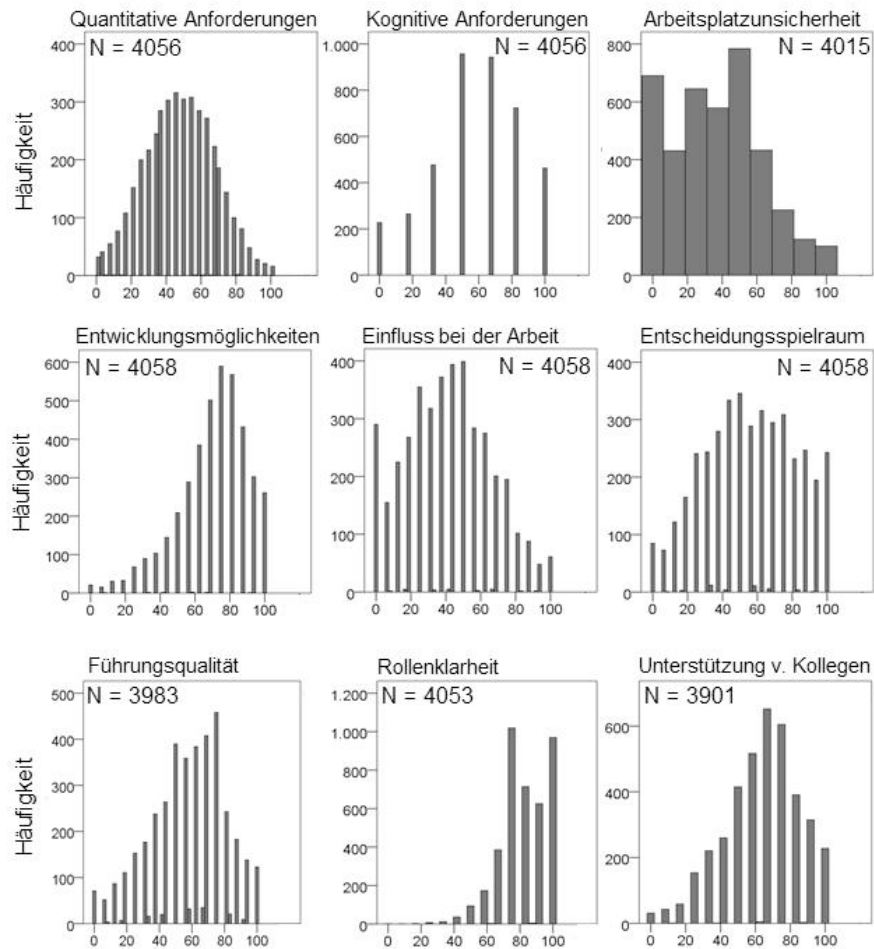 Quantitative Anforderungen
N = 4056
Häufigkeit
400
300
200
100
0
0 20 40 60 80 100
Kognitive Anforderungen
N = 4056
1.000
800
600
400
200
0
0 20 40 60 80 100
Arbeitsplatzunsicherheit
N = 4015
800
600
400
200
0
0 20 40 60 80 100
Entwicklungsmöglichkeiten
N = 4058
Häufigkeit
600
500
400
300
200
100
0
0 20 40 60 80 100
Einfluss bei der Arbeit
N = 4058
400
300
200
100
0
0 20 40 60 80 100
Entscheidungsspielraum
N = 4058
400
300
200
100
0
0 20 40 60 80 100
Führungsqualität
N = 3983
Häufigkeit
500
400
300
200
100
0
0 20 40 60 80 100
Rollenklarheit
N = 4053
1.200
1.000
800
600
400
200
0
0 20 40 60 80 100
Unterstützung v. Kollegen
N = 3901
600
400
200
0
0 20 40 60 80 100